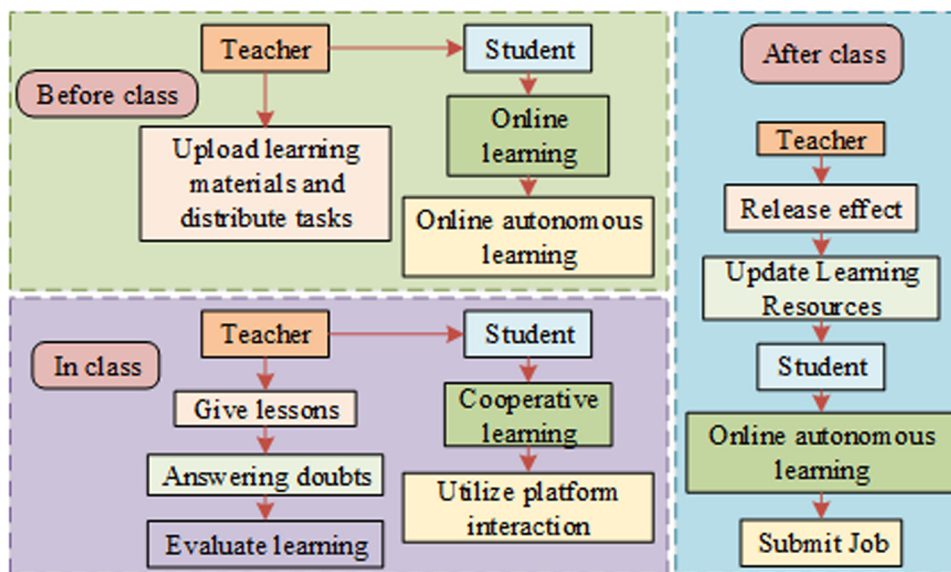 Before class
Teacher
Student
Upload learning
materials and
distribute tasks
Online
learning
Online autonomous
learning
In class
Teacher
Student
Give lessons
Answering doubts
Evaluate learning
Cooperative
learning
Utilize platform
interaction
After class
Teacher
Release effect
Update Learning
Resources
Student
Online autonomous
learning
Submit Job